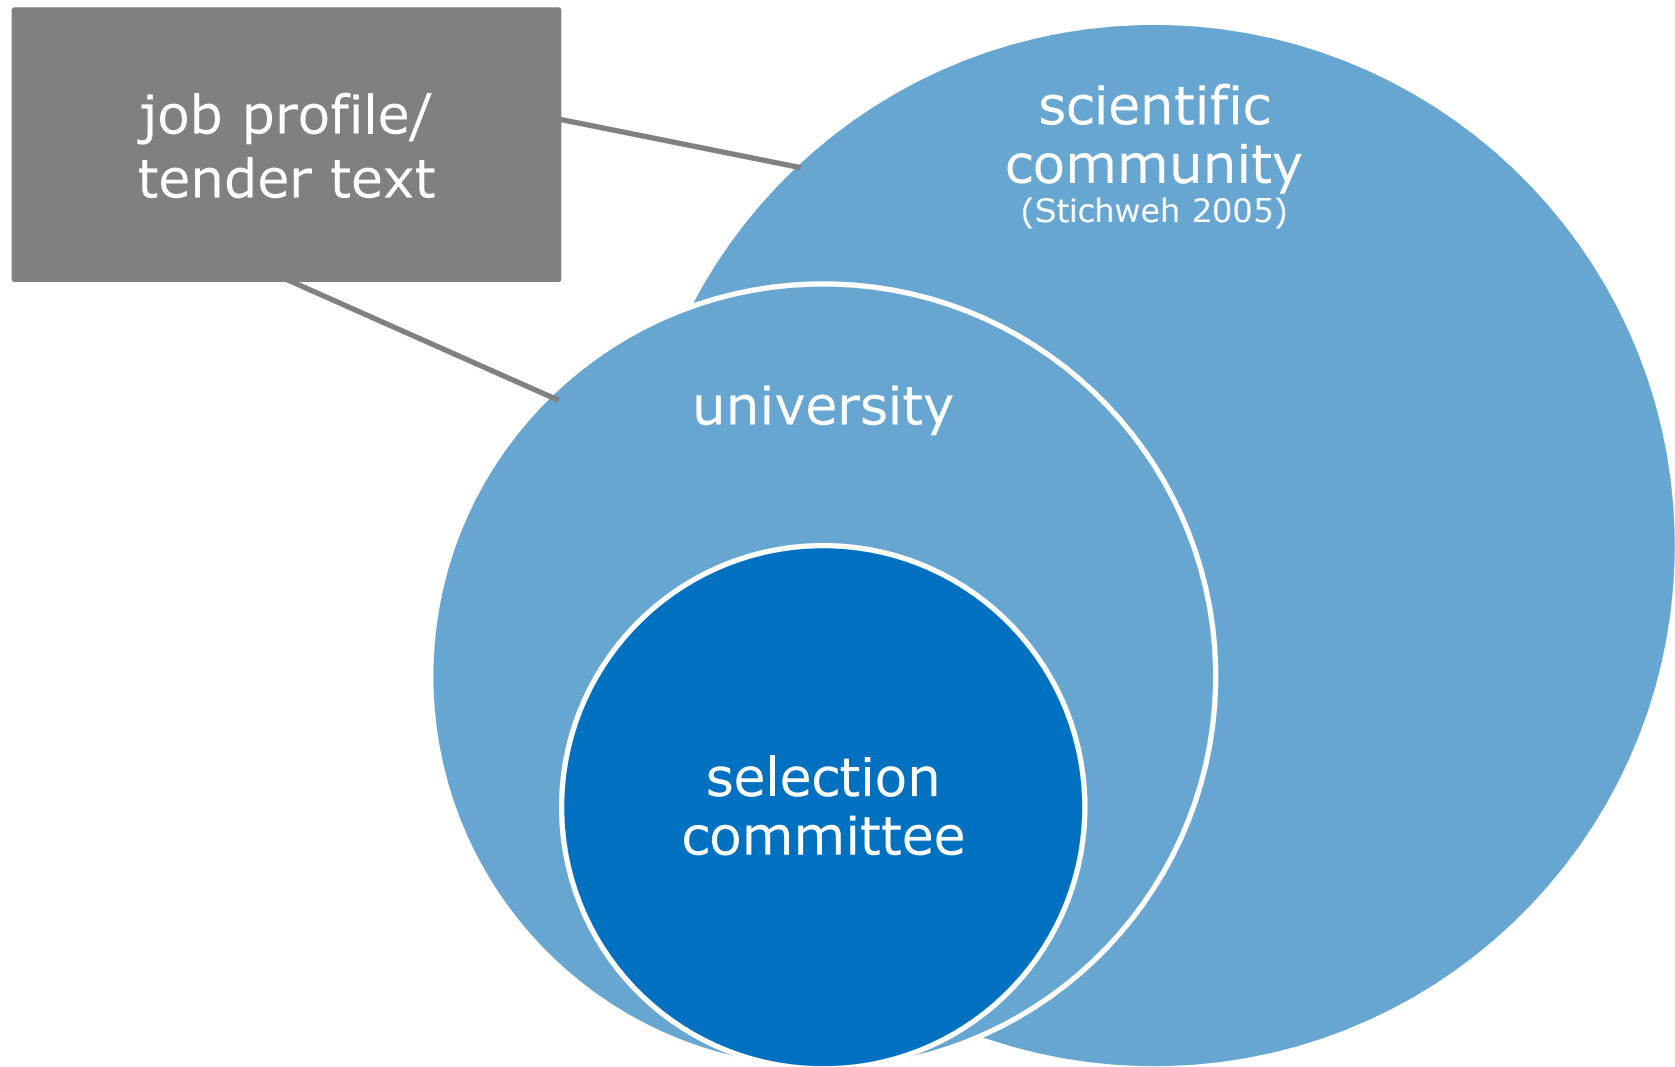 job profile/
tender text
scientific
community
(Stichweh 2005)
university
selection
committee